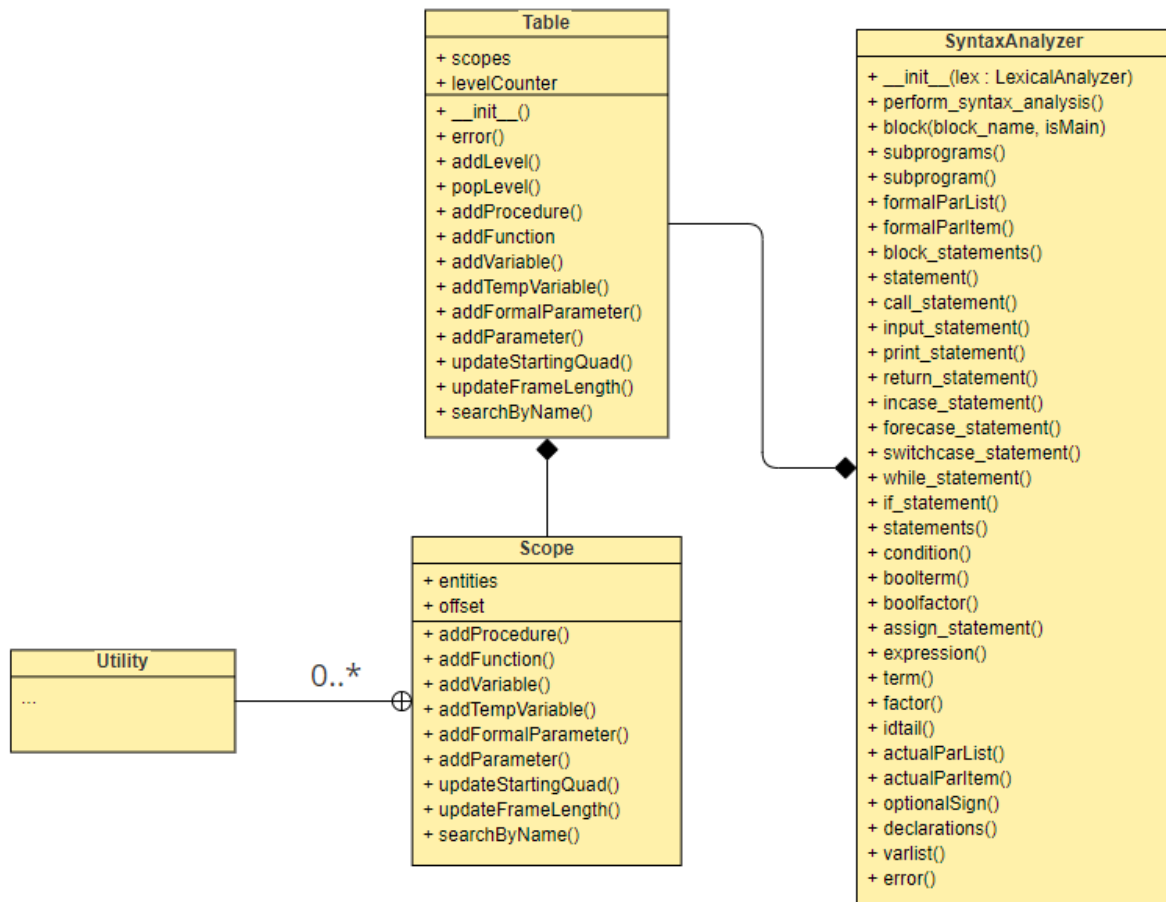 Table
+ scopes
+ levelCounter
+ __init__()
+ error()
+ addLevel()
+ popLevel()
+ addProcedure()
+ addFunction
+ addVariable()
+ addTempVariable()
+ addFormalParameter()
+ addParameter()
+ updateStartingQuad()
+ updateFrameLength()
+ searchByName()
SyntaxAnalyzer
+ __init__(lex : LexicalAnalyzer)
+ perform_syntax_analysis()
+ block(block_name, isMain)
+ subprograms()
+ subprogram()
+ formalParList()
+ formalParItem()
+ block_statements()
+ statement()
+ call_statement()
+ input_statement()
+ print_statement()
+ return_statement()
+ incase_statement()
+ forecase_statement()
+ switchcase_statement()
+ while_statement()
+ if_statement()
+ statements()
+ condition()
+ boolterm()
+ boolfactor()
+ assign_statement()
+ expression()
+ term()
+ factor()
+ idtail()
+ actualParList()
+ actualParItem()
+ optionalSign()
+ declarations()
+ varlist()
+ error()
Scope
+ entities
+ offset
+ addProcedure()
+ addFunction()
+ addVariable()
+ addTempVariable()
+ addFormalParameter()
+ addParameter()
+ updateStartingQuad()
+ updateFrameLength()
+ searchByName()
Utility
...
0..*